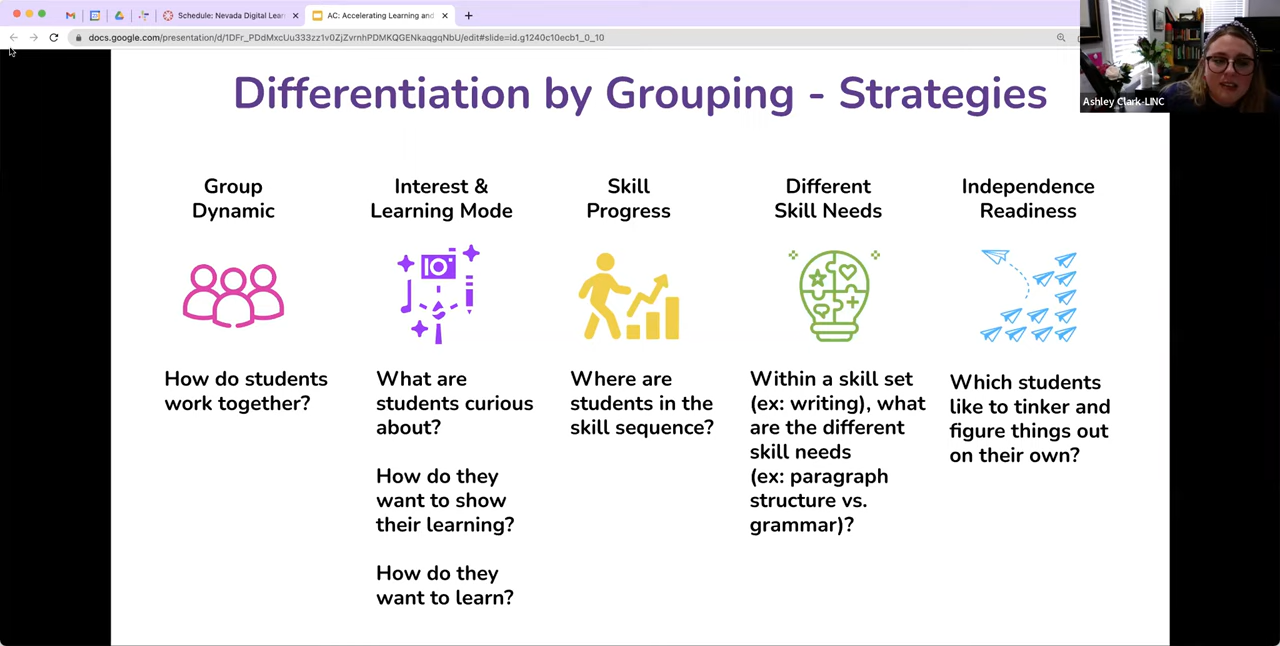 Schedule: Nevada Digital Lear
AC: Accelerating Learning and
docs.google.com/presentation/d/1DFr_PDdMxcUu333zz1v0ZjZvrnhPDMKQGENkaggqNbU/edit#slide=id.g1240c10ecb1_0_10
Ashley Clark-LINC
Differentiation by Grouping - Strategies
Group
Dynamic
How do students
work together?
Interest &
Learning Mode
What are
students curious
about?
How do they
want to show
their learning?
How do they
want to learn?
Skill
Progress
Where are
students in the
skill sequence?
Different
Skill Needs
Within a skill set
(ex: writing), what
are the different
skill needs
(ex: paragraph
structure vs.
grammar)?
Independence
Readiness
Which students
like to tinker and
figure things out
on their own?